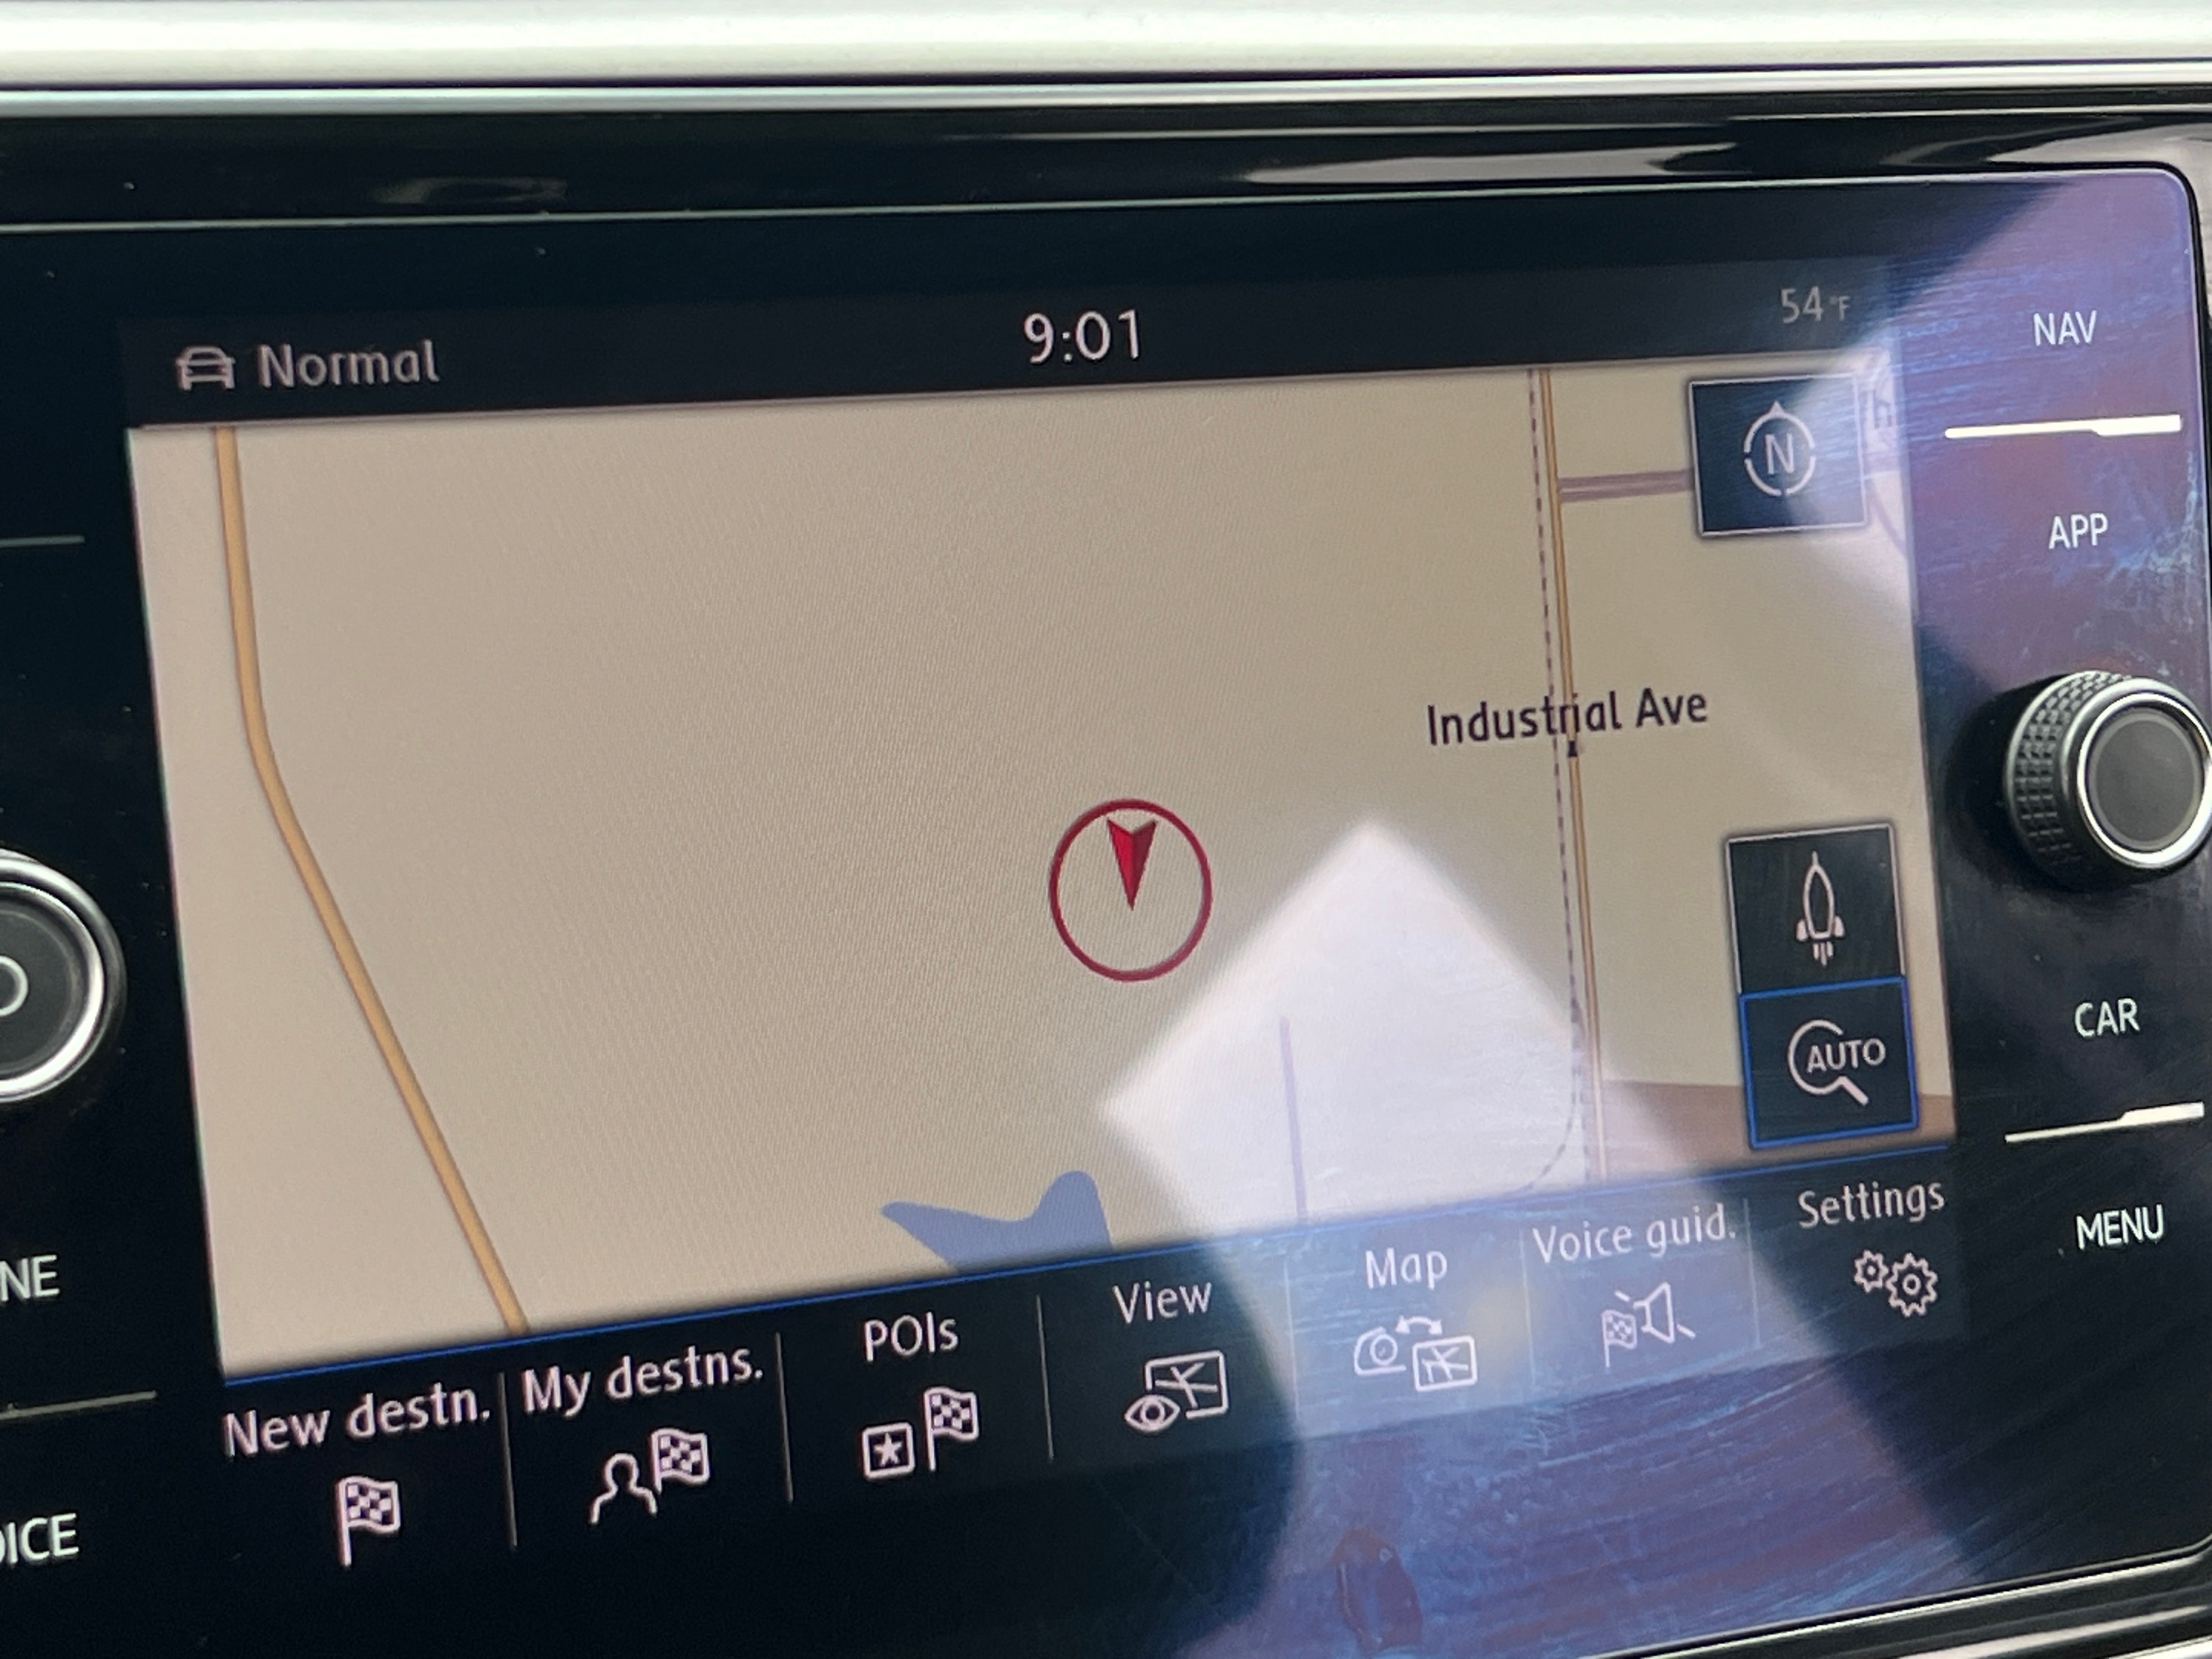 Normal
9:01
54°F
NAV
N
APP
Industrial Ave
AUTO
CAR
NE
New destn.
My destns.
POIs
View
Map
Voice guid.
Settings
MENU
OICE